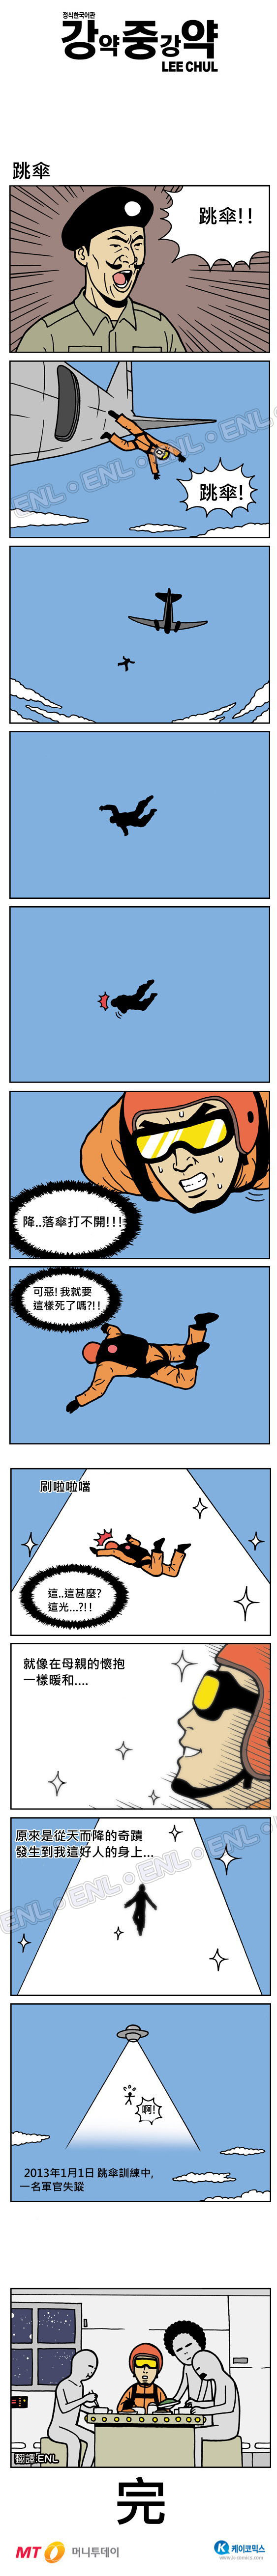 정식한국어판
강약중강약
LEE CHUL
跳傘
跳傘!!
跳傘!
ENL
降..落傘打不開!!!
可惡! 我就要
這樣死了嗎?!!
刷啦啦噹
這..這甚麼?
這光...?!!
就像在母親的懷抱
一樣暖和....
原來是從天而降的奇蹟
發生到我這好人的身上...
ENL
啊!
2013年1月1日 跳傘訓練中,
一名軍官失蹤
翻譯:ENL
完
MT 머니투데이
K 케이코믹스